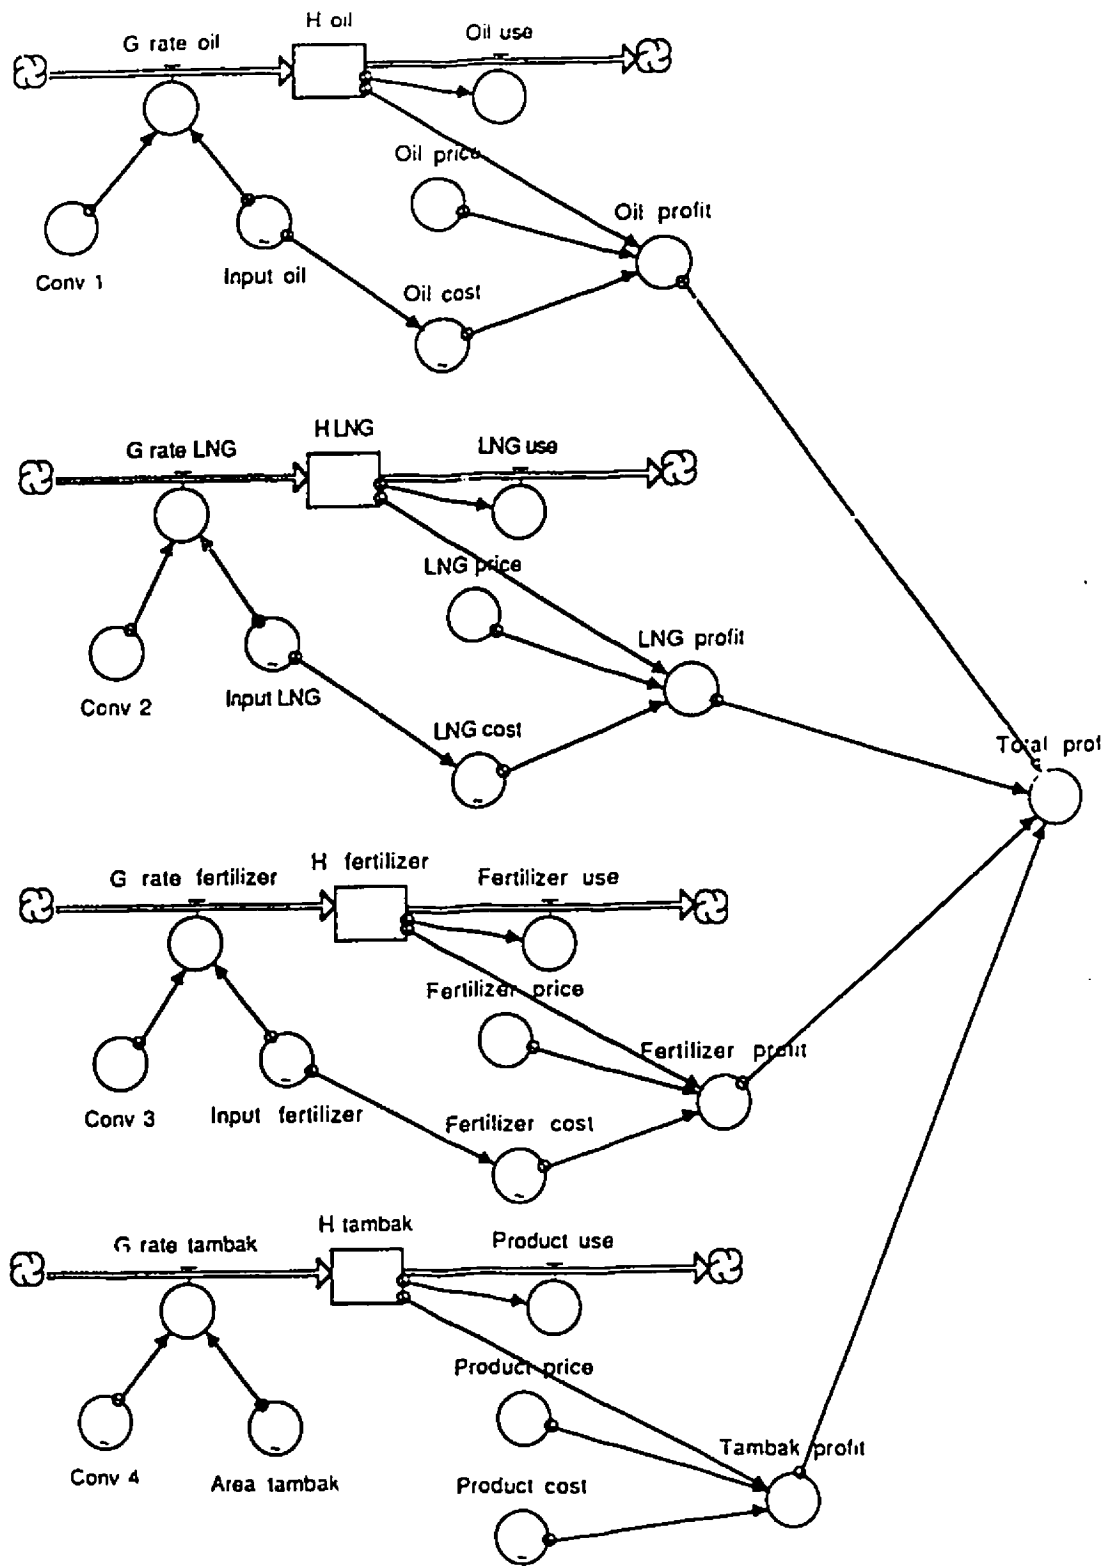 H oil
Oil use
G rate oil
Oil price
Oil profit
Conv 1
Input oil
Oil cost
H LNG
G rate LNG
LNG use
LNG price
LNG profit
Conv 2
Input LNG
LNG cost
Total prof
H fertilizer
G rate fertilizer
Fertilizer use
Fertilizer price
Fertilizer profit
Conv 3
Input fertilizer
Fertilizer cost
H tambak
G rate tambak
Product use
Product price
Tambak profit
Conv 4
Area tambak
Product cost